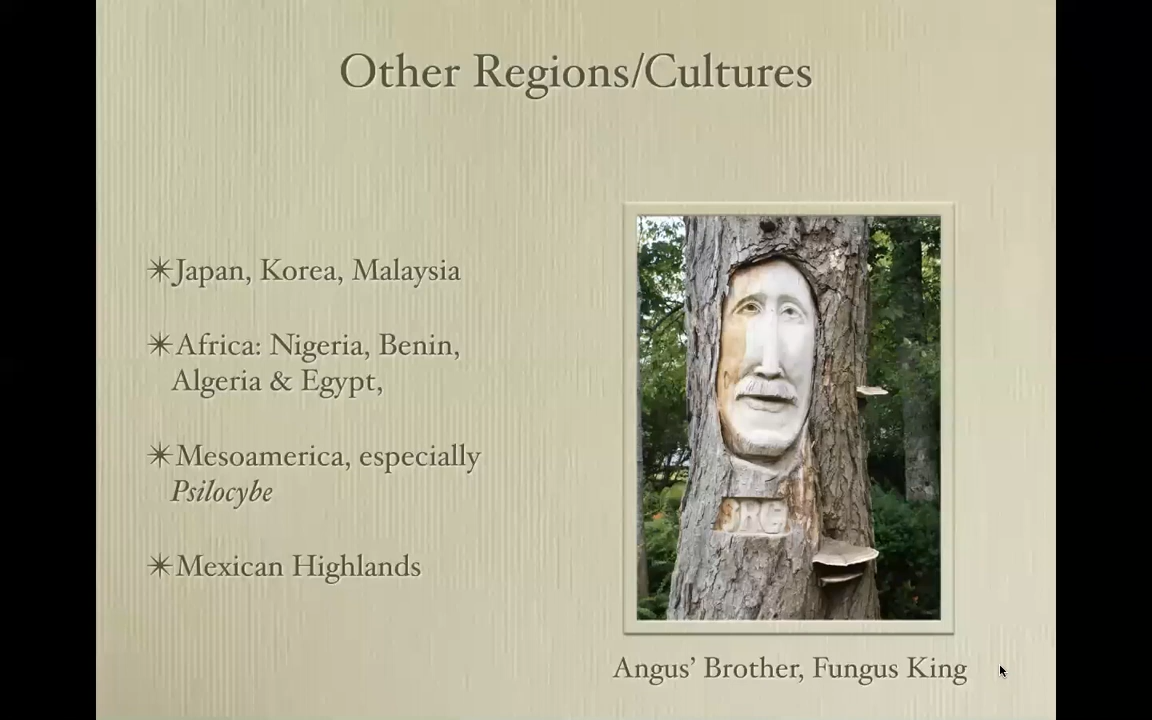 Other Regions/Cultures
✴Japan, Korea, Malaysia
✴Africa: Nigeria, Benin,
Algeria & Egypt,
✴Mesoamerica, especially
Psilocybe
✴Mexican Highlands
Angus’ Brother, Fungus King